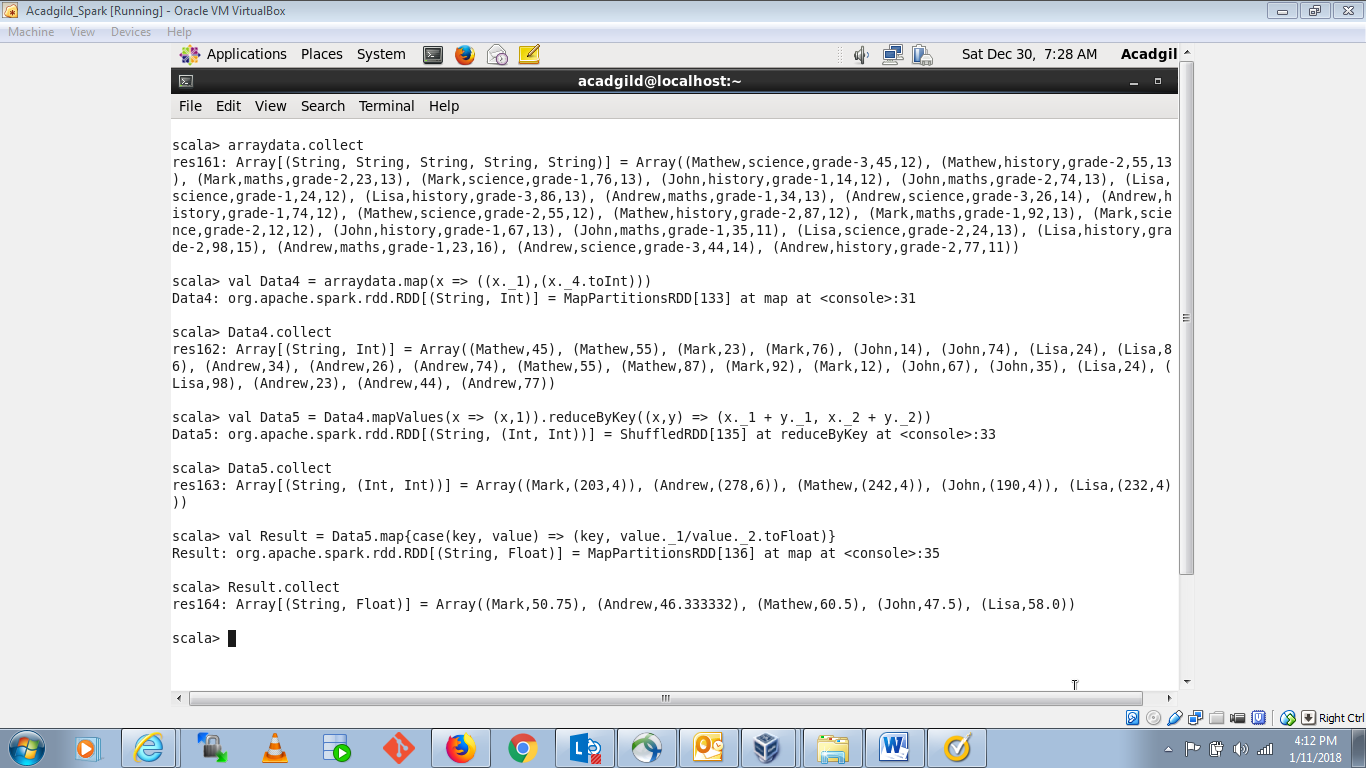 Acadgild_Spark [Running] - Oracle VM VirtualBox
Machine View Devices Help
Applications Places System Sat Dec 30, 7:28 AM Acadgil
acadgild@localhost:~
File Edit View Search Terminal Help
scala> arraydata.collect
res161: Array[(String, String, String, String, String)] = Array((Mathew,science,grade-3,45,12), (Mathew,history,grade-2,55,13
), (Mark,maths,grade-2,23,13), (Mark,science,grade-1,76,13), (John,history,grade-1,14,12), (John,maths,grade-2,74,13), (Lisa,
science,grade-1,24,12), (Lisa,history,grade-3,86,13), (Andrew,maths,grade-1,34,13), (Andrew,science,grade-3,26,14), (Andrew,h
istory,grade-1,74,12), (Mathew,science,grade-2,55,12), (Mathew,history,grade-2,87,12), (Mark,maths,grade-1,92,13), (Mark,scie
nce,grade-2,12,12), (John,history,grade-1,67,13), (John,maths,grade-1,35,11), (Lisa,science,grade-2,24,13), (Lisa,history,gra
de-2,98,15), (Andrew,maths,grade-1,23,16), (Andrew,science,grade-3,44,14), (Andrew,history,grade-2,77,11))
scala> val Data4 = arraydata.map(x => ((x._1),(x._4.toInt)))
Data4: org.apache.spark.rdd.RDD[(String, Int)] = MapPartitionsRDD[133] at map at <console>:31
scala> Data4.collect
res162: Array[(String, Int)] = Array((Mathew,45), (Mathew,55), (Mark,23), (Mark,76), (John,14), (John,74), (Lisa,24), (Lisa,8
6), (Andrew,34), (Andrew,26), (Andrew,74), (Mathew,55), (Mathew,87), (Mark,92), (Mark,12), (John,67), (John,35), (Lisa,24), (
Lisa,98), (Andrew,23), (Andrew,44), (Andrew,77))
scala> val Data5 = Data4.mapValues(x => (x,1)).reduceByKey((x,y) => (x._1 + y._1, x._2 + y._2))
Data5: org.apache.spark.rdd.RDD[(String, (Int, Int))] = ShuffledRDD[135] at reduceByKey at <console>:33
scala> Data5.collect
res163: Array[(String, (Int, Int))] = Array((Mark,(203,4)), (Andrew,(278,6)), (Mathew,(242,4)), (John,(190,4)), (Lisa,(232,4)
))
scala> val Result = Data5.map{case(key, value) => (key, value._1/value._2.toFloat)}
Result: org.apache.spark.rdd.RDD[(String, Float)] = MapPartitionsRDD[136] at map at <console>:35
scala> Result.collect
res164: Array[(String, Float)] = Array((Mark,50.75), (Andrew,46.333332), (Mathew,60.5), (John,47.5), (Lisa,58.0))
scala>
Right Ctrl
4:12 PM
1/11/2018